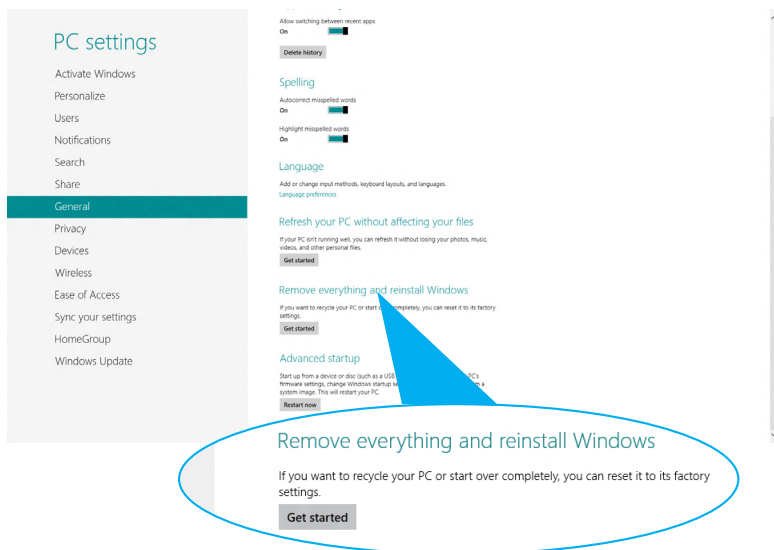 PC settings
Activate Windows
Personalize
Users
Notifications
Search
Share
General
Privacy
Devices
Wireless
Ease of Access
Sync your settings
HomeGroup
Windows Update
Allow switching between recent apps
On
Delete history
Spelling
Autocorrect misspelled words
On
Highlight misspelled words
On
Language
Add or change input methods, keyboard layouts, and languages.
Language preferences
Refresh your PC without affecting your files
If your PC isn't running well, you can refresh it without losing your photos, music,
videos, and other personal files.
Get started
Remove everything and reinstall Windows
If you want to recycle your PC or start over completely, you can reset it to its factory
settings.
Get started
Advanced startup
Start up from a device or disc (such as a USB PC's
firmware settings, change Windows startup a
system image. This will restart your PC.
Restart now
Remove everything and reinstall Windows
If you want to recycle your PC or start over completely, you can reset it to its factory
settings.
Get started